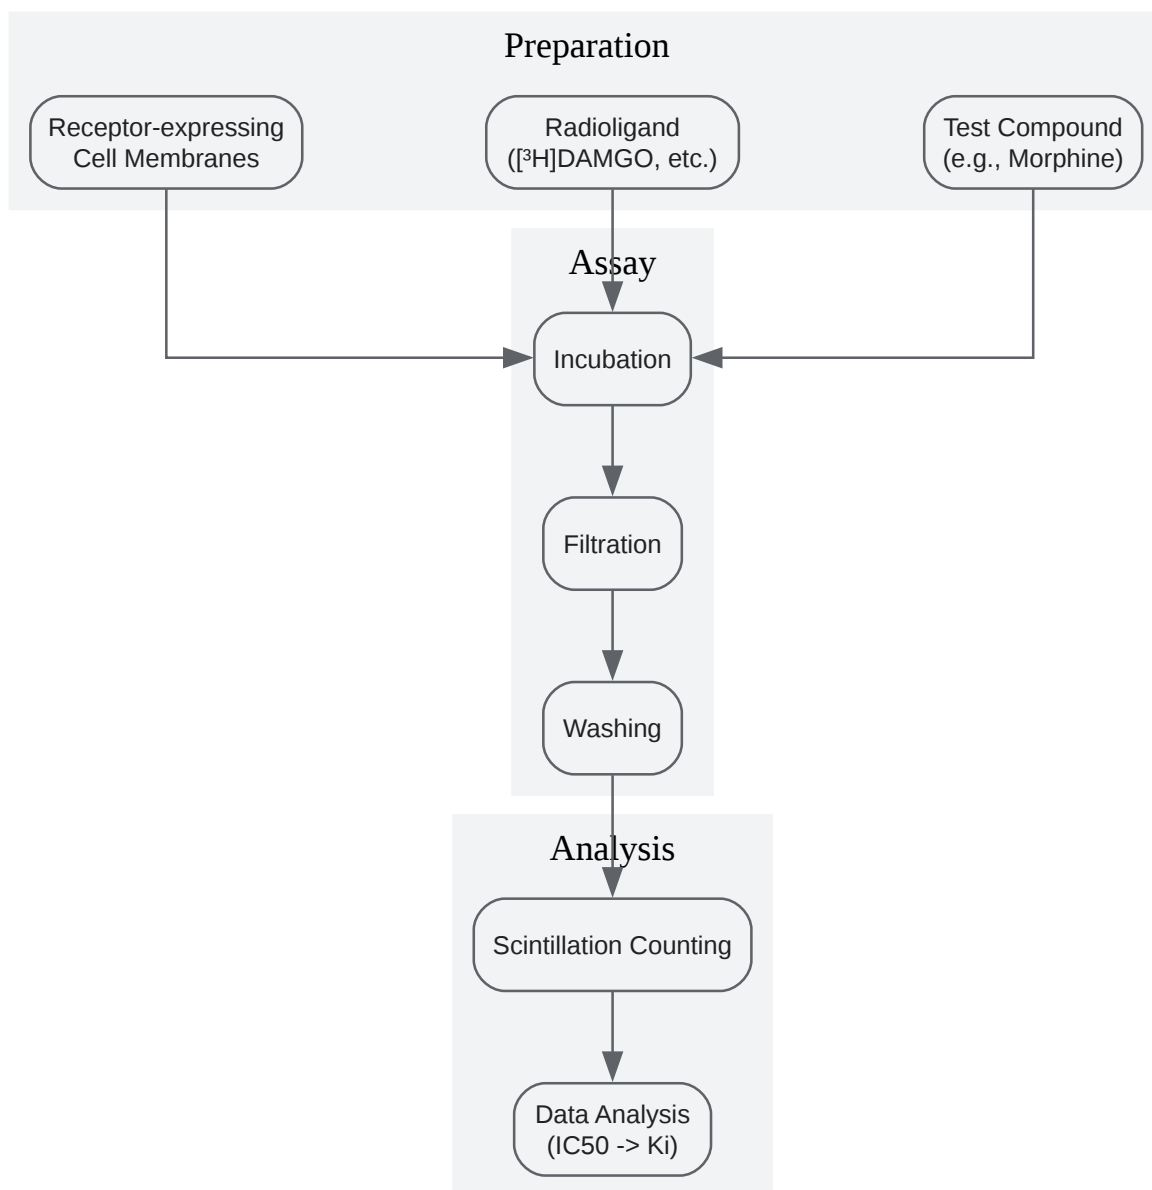 Preparation
Receptor-expressing
Cell Membranes
Radioligand
([³H]DAMGO, etc.)
Test Compound
(e.g., Morphine)
Assay
Incubation
Filtration
Washing
Analysis
Scintillation Counting
Data Analysis
(IC50 -> Ki)